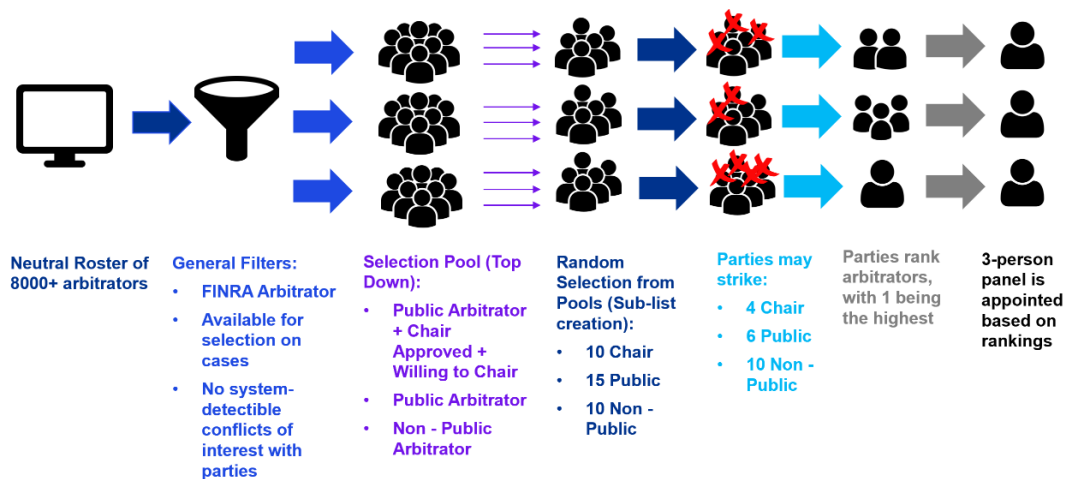 Neutral Roster of
8000+ arbitrators
General Filters:
• FINRA Arbitrator
• Available for
selection on
cases
• No system-
detectible
conflicts of
interest with
parties
Selection Pool (Top
Down):
• Public Arbitrator
+ Chair
Approved +
Willing to Chair
• Public Arbitrator
• Non - Public
Arbitrator
Random
Selection from
Pools (Sub-list
creation):
• 10 Chair
• 15 Public
• 10 Non -
Public
Parties may
strike:
• 4 Chair
• 6 Public
• 10 Non -
Public
Parties rank
arbitrators,
with 1 being
the highest
3-person
panel is
appointed
based on
rankings